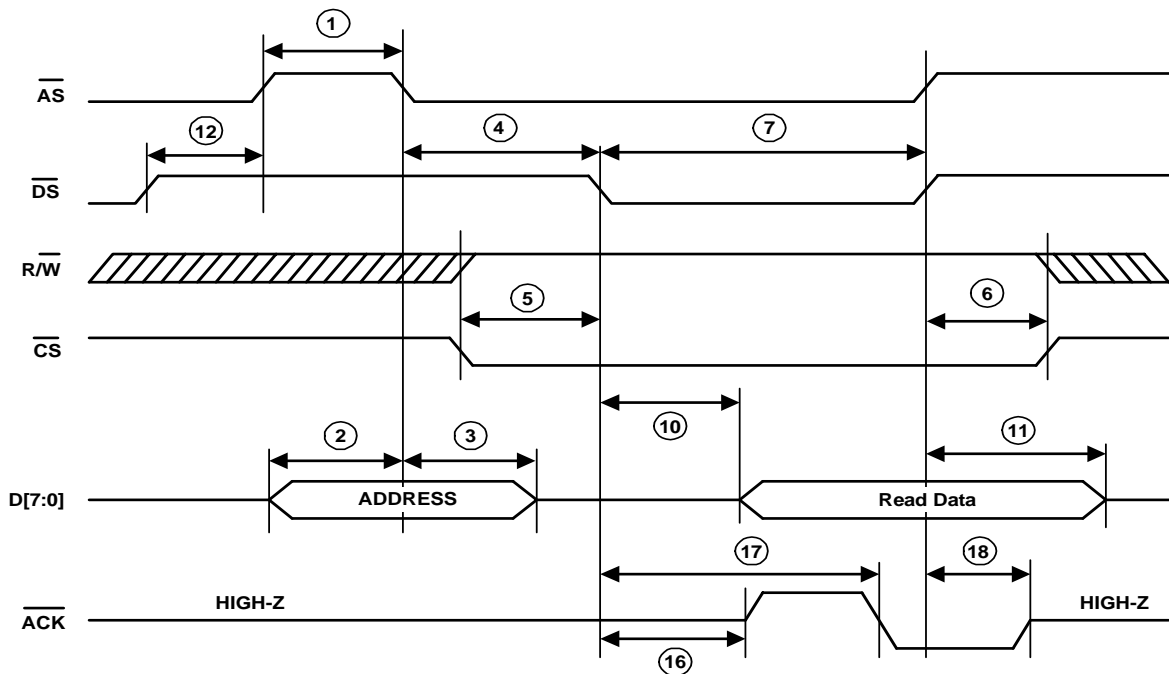 1
AS
12
4
7
DS
R/W
5
6
CS
10
2
3
11
D[7:0]
ADDRESS
Read Data
17
18
HIGH-Z
HIGH-Z
ACK
16